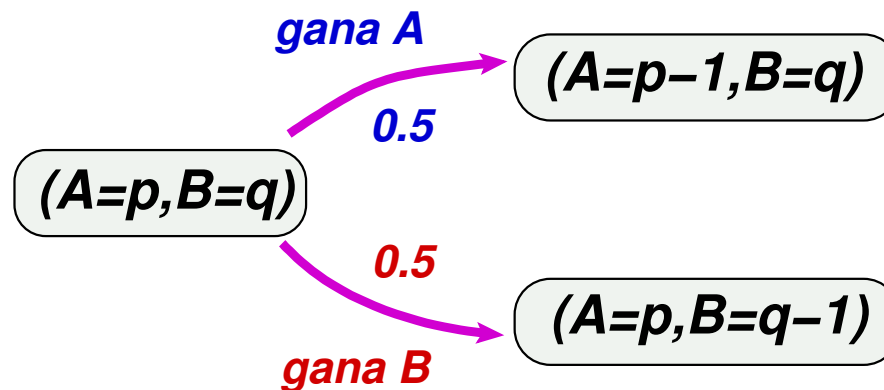 gana A
(A=p−1,B=q)
0.5
(A=p,B=q)
0.5
(A=p,B=q−1)
gana B